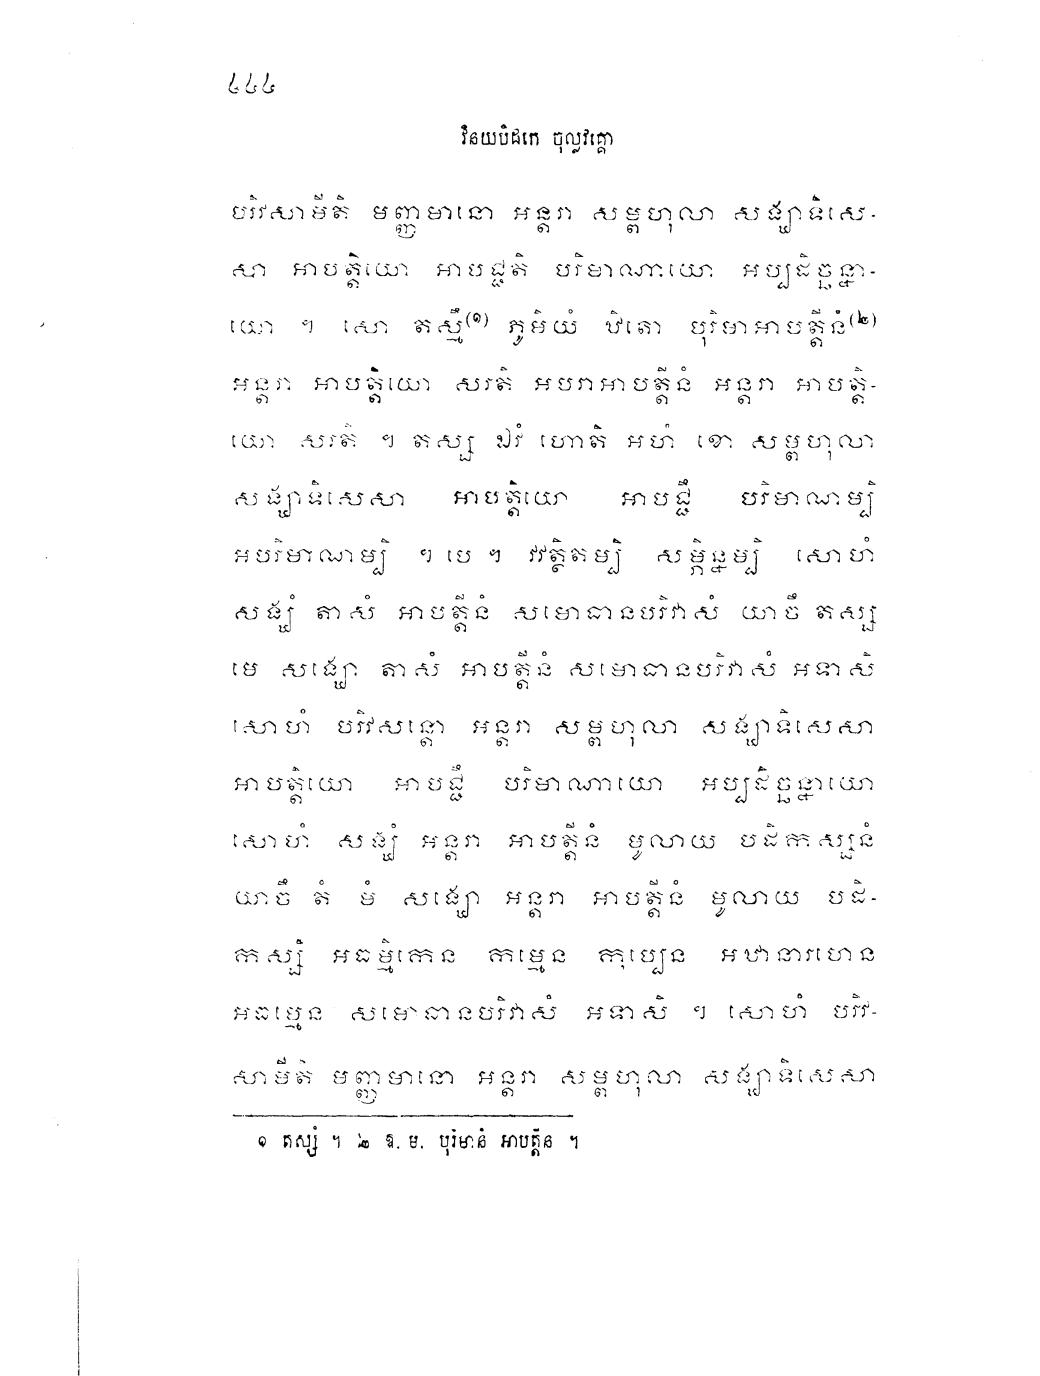 ៤៤៤
វិនយបិដកេ ចុល្លវគ្គោ
បរិវសាមីតិ មញ្ញមានោ អន្តរា សម្ពហុលា សង្ឃាទិសេ-
សា អាបត្តិយោ អាបជ្ជតិ បរិមាណាយោ អប្បដិច្ឆន្នា-
យោ ។ សោ តស្មឹ(១) ភូមិយំ ឋិតោ បុរិមាអាបត្តីនំ(២)
អន្តរា អាបត្តិយោ សរតិ អបរាអាបត្តីនំ អន្តរា អាបត្តិ-
យោ សរតិ ។ តស្ស ឯវំ ហោតិ អហំ ខោ សម្ពហុលា
សង្ឃាទិសេសា អាបត្តិយោ អាបជ្ជឹ បរិមាណម្បិ
អបរិមាណម្បិ ។ បេ ។ វវត្ថិតម្បិ សម្ភិន្នម្បិ សោហំ
សង្ឃំ តាសំ អាបត្តីនំ សមោធានបរិវាសំ យាចឹ តស្ស
មេ សង្ឃោ តាសំ អាបត្តីនំ សមោធានបរិវាសំ អទាសិ
សោហំ បរិវសន្តោ អន្តរា សម្ពហុលា សង្ឃាទិសេសា
អាបត្តិយោ អាបជ្ជឹ បរិមាណាយោ អប្បដិច្ឆន្នាយោ
សោហំ សង្ឃំ អន្តរា អាបត្តីនំ មូលាយ បដិកស្សនំ
យាចឹ តំ មំ សង្ឃោ អន្តរា អាបត្តីនំ មូលាយ បដិ-
កស្សិ អធម្មិកេន កម្មេន កុប្បេន អដ្ឋានារហេន
អធម្មេន សមោធានបរិវាសំ អទាសិ ។ សោហំ បរិវ-
សាមីតិ មញ្ញមានោ អន្តរា សម្ពហុលា សង្ឃាទិសេសា
១ តស្សំ ។ ២ ឱ. ម. បុរិមានំ អាបត្តីនំ ។